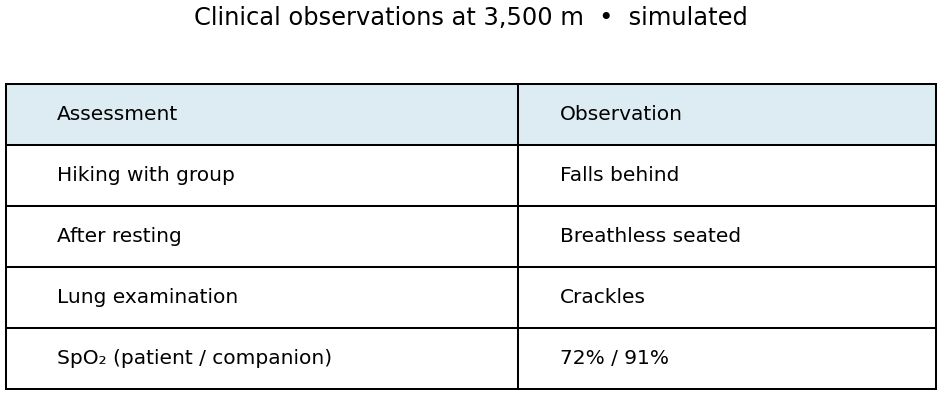 Clinical observations at 3,500 m • simulated
Assessment Observation
Hiking with group Falls behind
After resting Breathless seated
Lung examination Crackles
SpO₂ (patient / companion) 72% / 91%